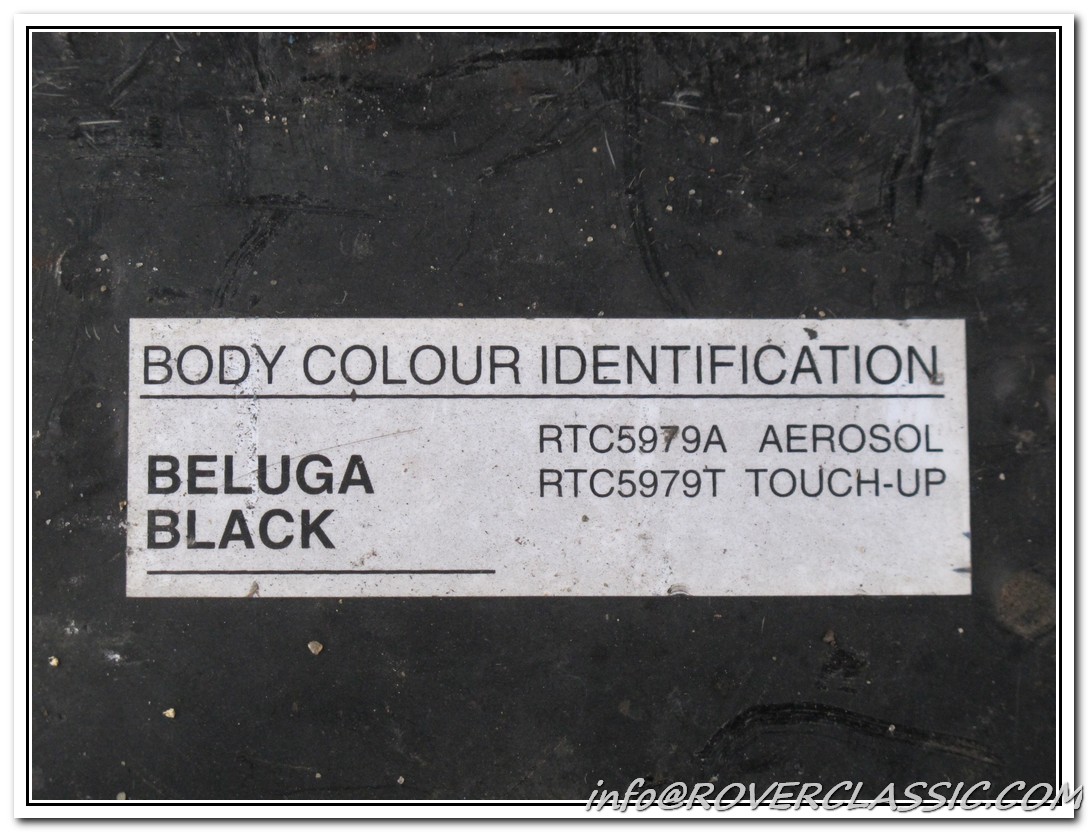 BODY COLOUR IDENTIFICATION
BELUGA
BLACK
RTC5979A AEROSOL
RTC5979T TOUCH-UP
info@ROVERCLASSIC.COM